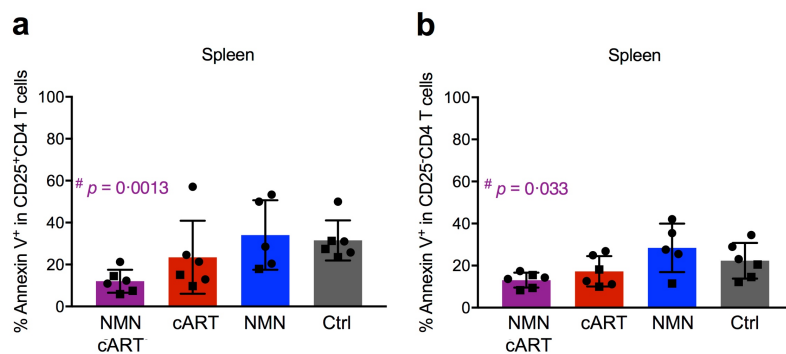 a
Spleen
% Annexin V+ in CD25+CD4 T cells
100
80
60
40
20
0
# p = 0·0013
NMN cART
cART
NMN
Ctrl
b
Spleen
% Annexin V+ in CD25-CD4 T cells
100
80
60
40
20
0
# p = 0·033
NMN cART
cART
NMN
Ctrl